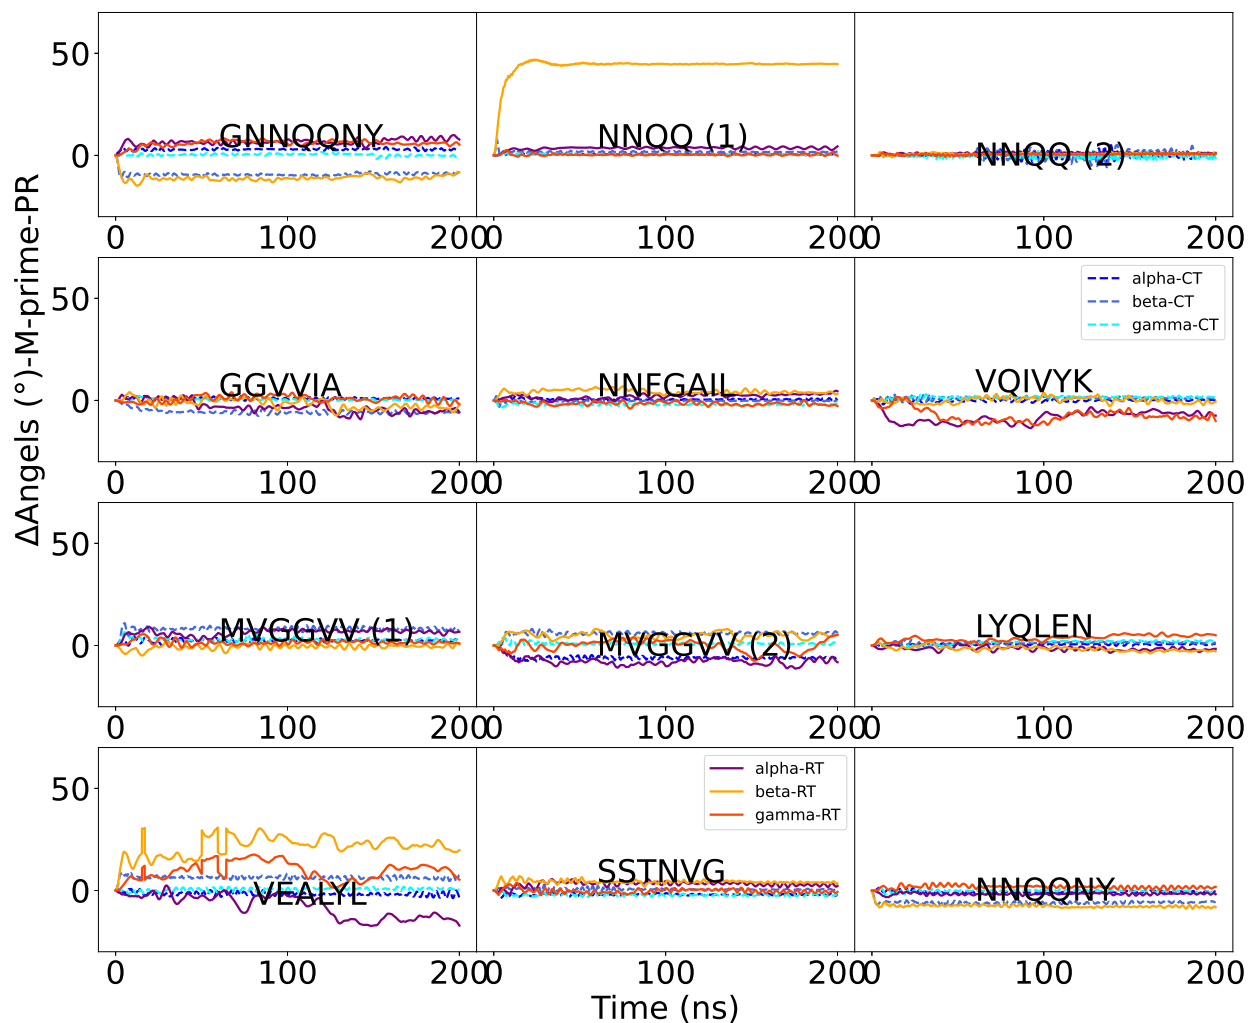 ΔAngels (°)-M-prime-PR
50
0
GNNQQNY
NNQQ (1)
NNQQ (2)
0 100 200
0 100 200
0 100 200
50
0
GGVVIA
NNFGAIL
VQIVYK
alpha-CT
beta-CT
gamma-CT
0 100 200
0 100 200
0 100 200
50
0
MVGGVV (1)
MVGGVV (2)
LYQLEN
0 100 200
0 100 200
0 100 200
50
0
VEALYL
SSTNVG
alpha-RT
beta-RT
gamma-RT
NNQQNY
0 100 200
0 100 200
0 100 200
Time (ns)